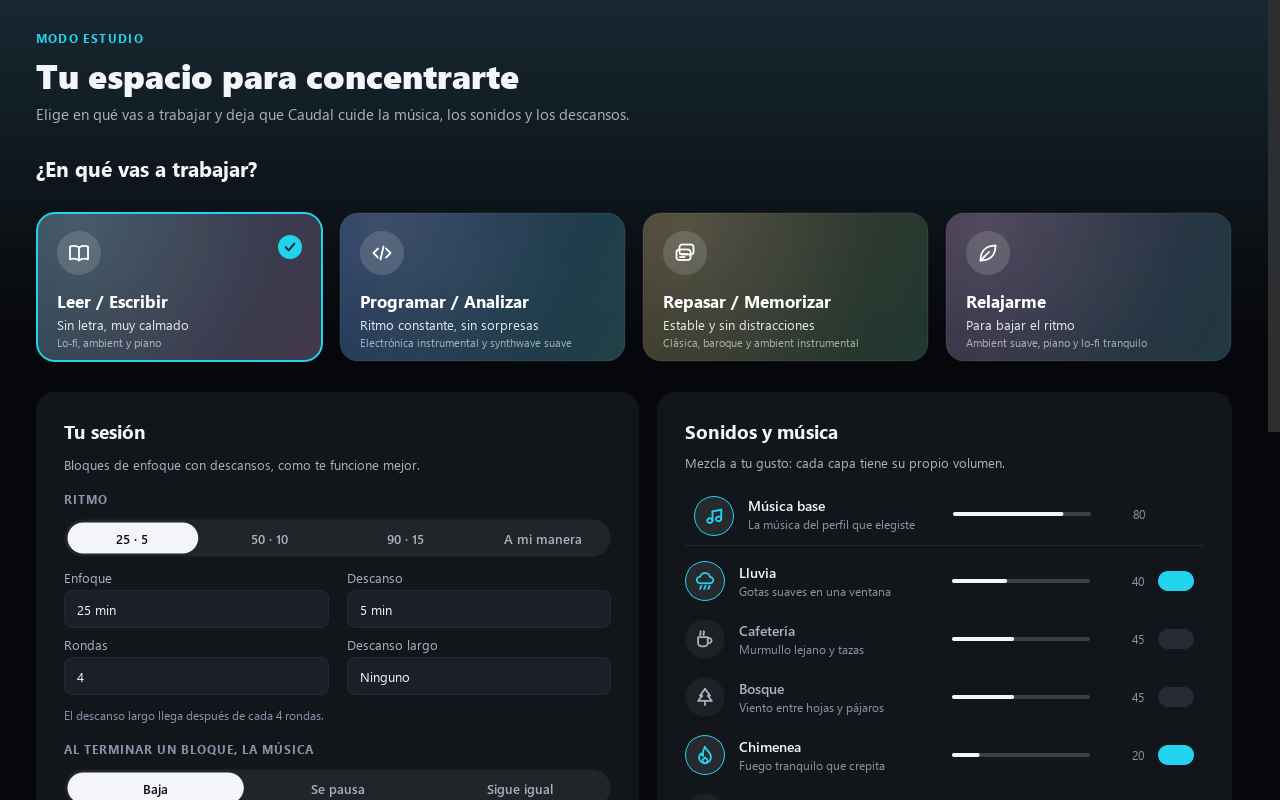 MODO ESTUDIO
Tu espacio para concentrarte
Elige en qué vas a trabajar y deja que Caudal cuide la música, los sonidos y los descansos.
¿En qué vas a trabajar?
Leer / Escribir
Sin letra, muy calmado
Lo-fi, ambient y piano
Programar / Analizar
Ritmo constante, sin sorpresas
Electrónica instrumental y synthwave suave
Repasar / Memorizar
Estable y sin distracciones
Clásica, baroque y ambient instrumental
Relajarme
Para bajar el ritmo
Ambient suave, piano y lo-fi tranquilo
Tu sesión
Bloques de enfoque con descansos, como te funcione mejor.
RITMO
25 · 5
50 · 10
90 · 15
A mi manera
Enfoque
Descanso
25 min
5 min
Rondas
Descanso largo
4
Ninguno
El descanso largo llega después de cada 4 rondas.
AL TERMINAR UN BLOQUE, LA MÚSICA
Baja
Se pausa
Sigue igual
Sonidos y música
Mezcla a tu gusto: cada capa tiene su propio volumen.
Música base
La música del perfil que elegiste
80
Lluvia
Gotas suaves en una ventana
40
Cafetería
Murmullo lejano y tazas
45
Bosque
Viento entre hojas y pájaros
45
Chimenea
Fuego tranquilo que crepita
20